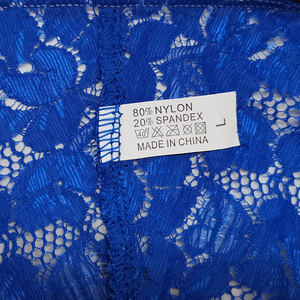 80% NYLON
20% SPANDEX
MADE IN CHINA
L